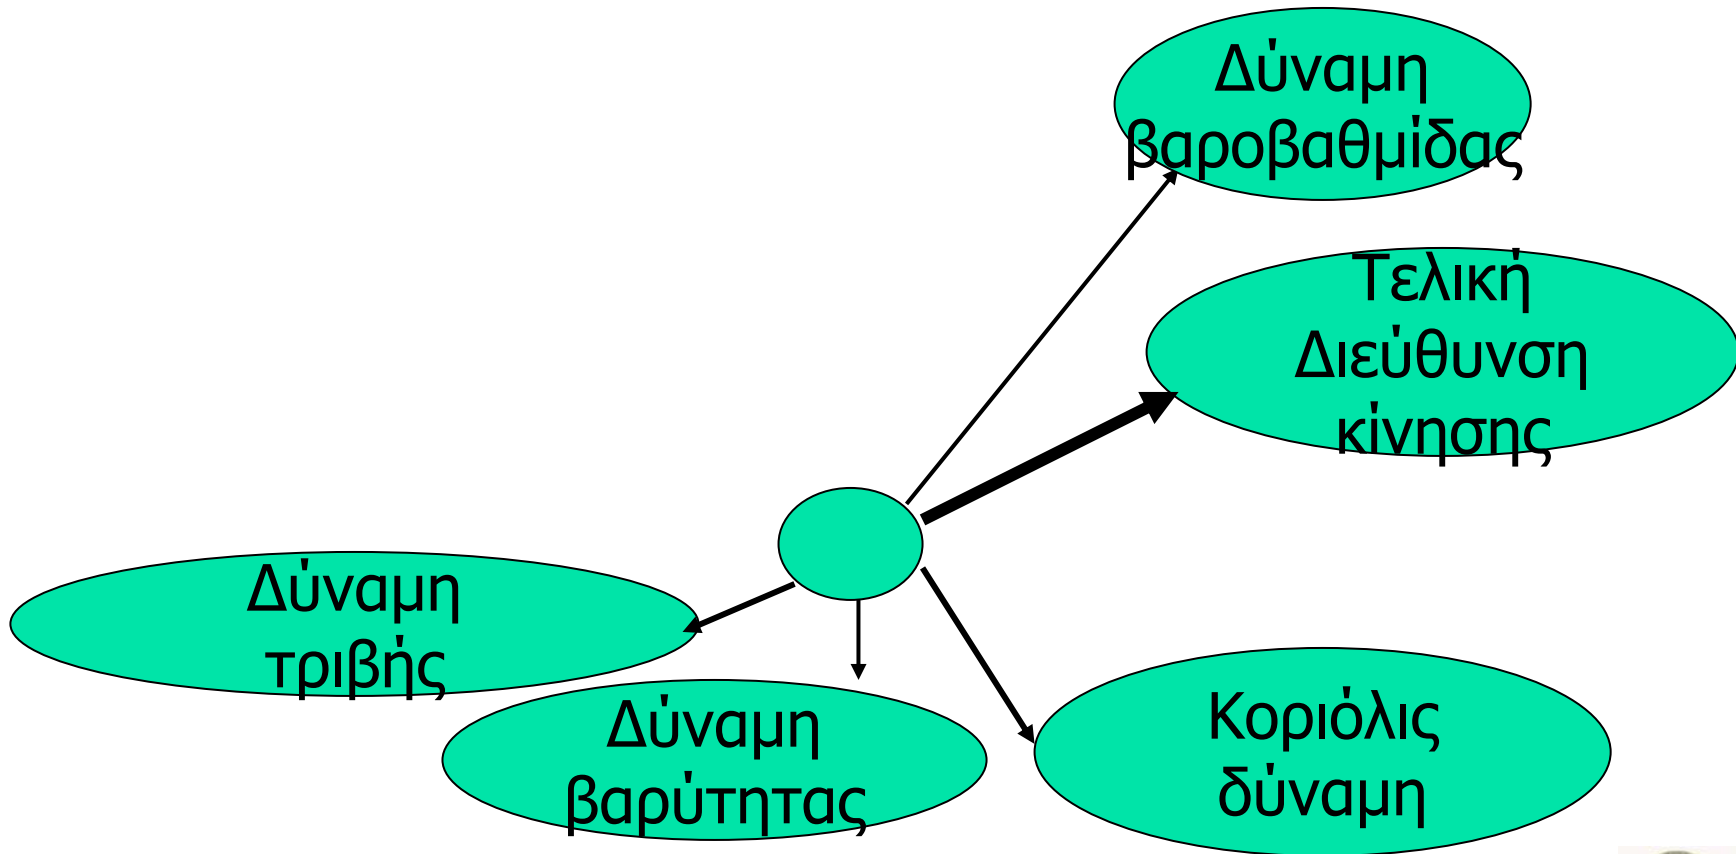 Δύναμη
βαροβαθμίδας
Τελική
Διεύθυνση
κίνησης
Δύναμη
τριβής
Δύναμη
βαρύτητας
Κοριόλις
δύναμη